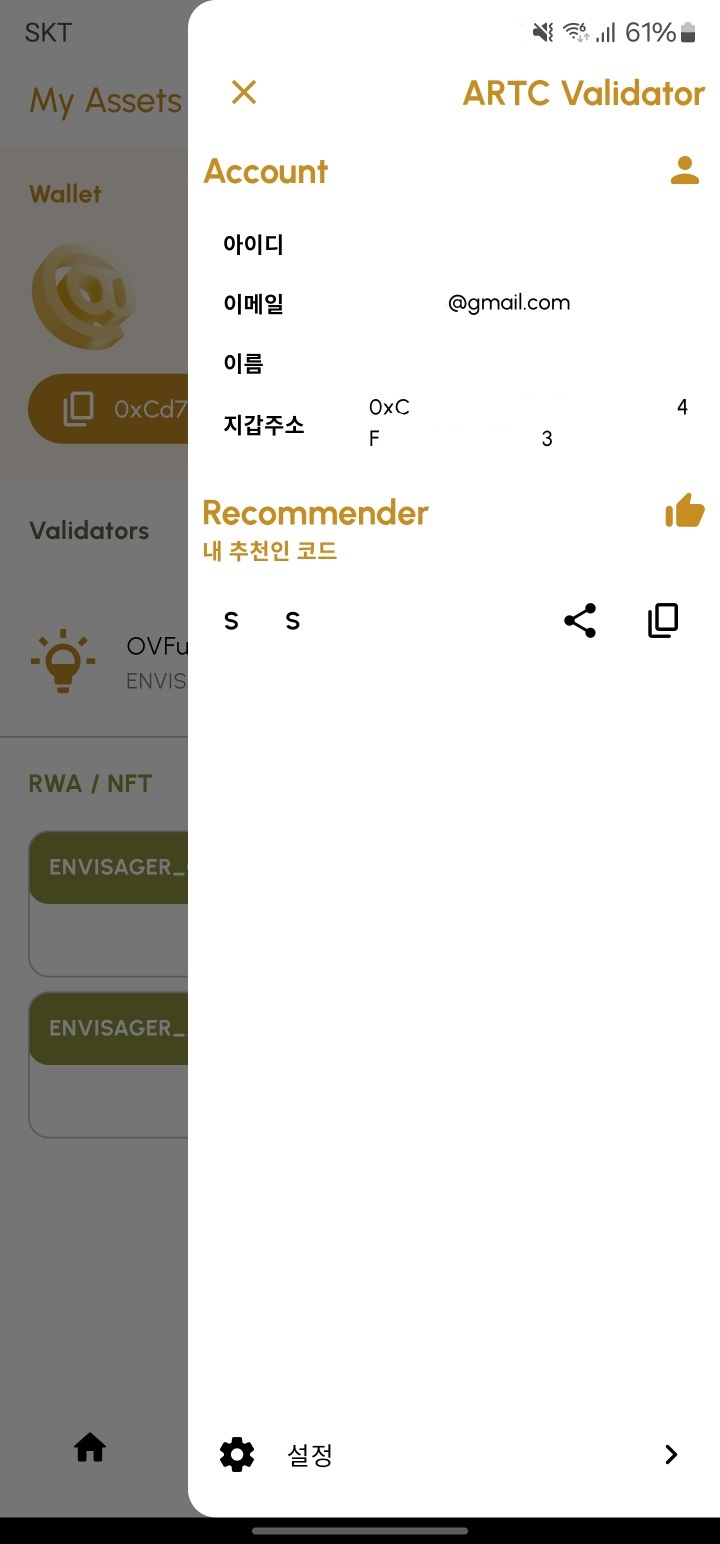 SKT
61%
My Assets
ARTC Validator
Wallet
0xCd7
Validators
OVFu
ENVIS
RWA / NFT
ENVISAGER_
ENVISAGER_
Account
아이디
이메일 @gmail.com
이름
지갑주소 0xC 4
F 3
Recommender
내 추천인 코드
S S
설정